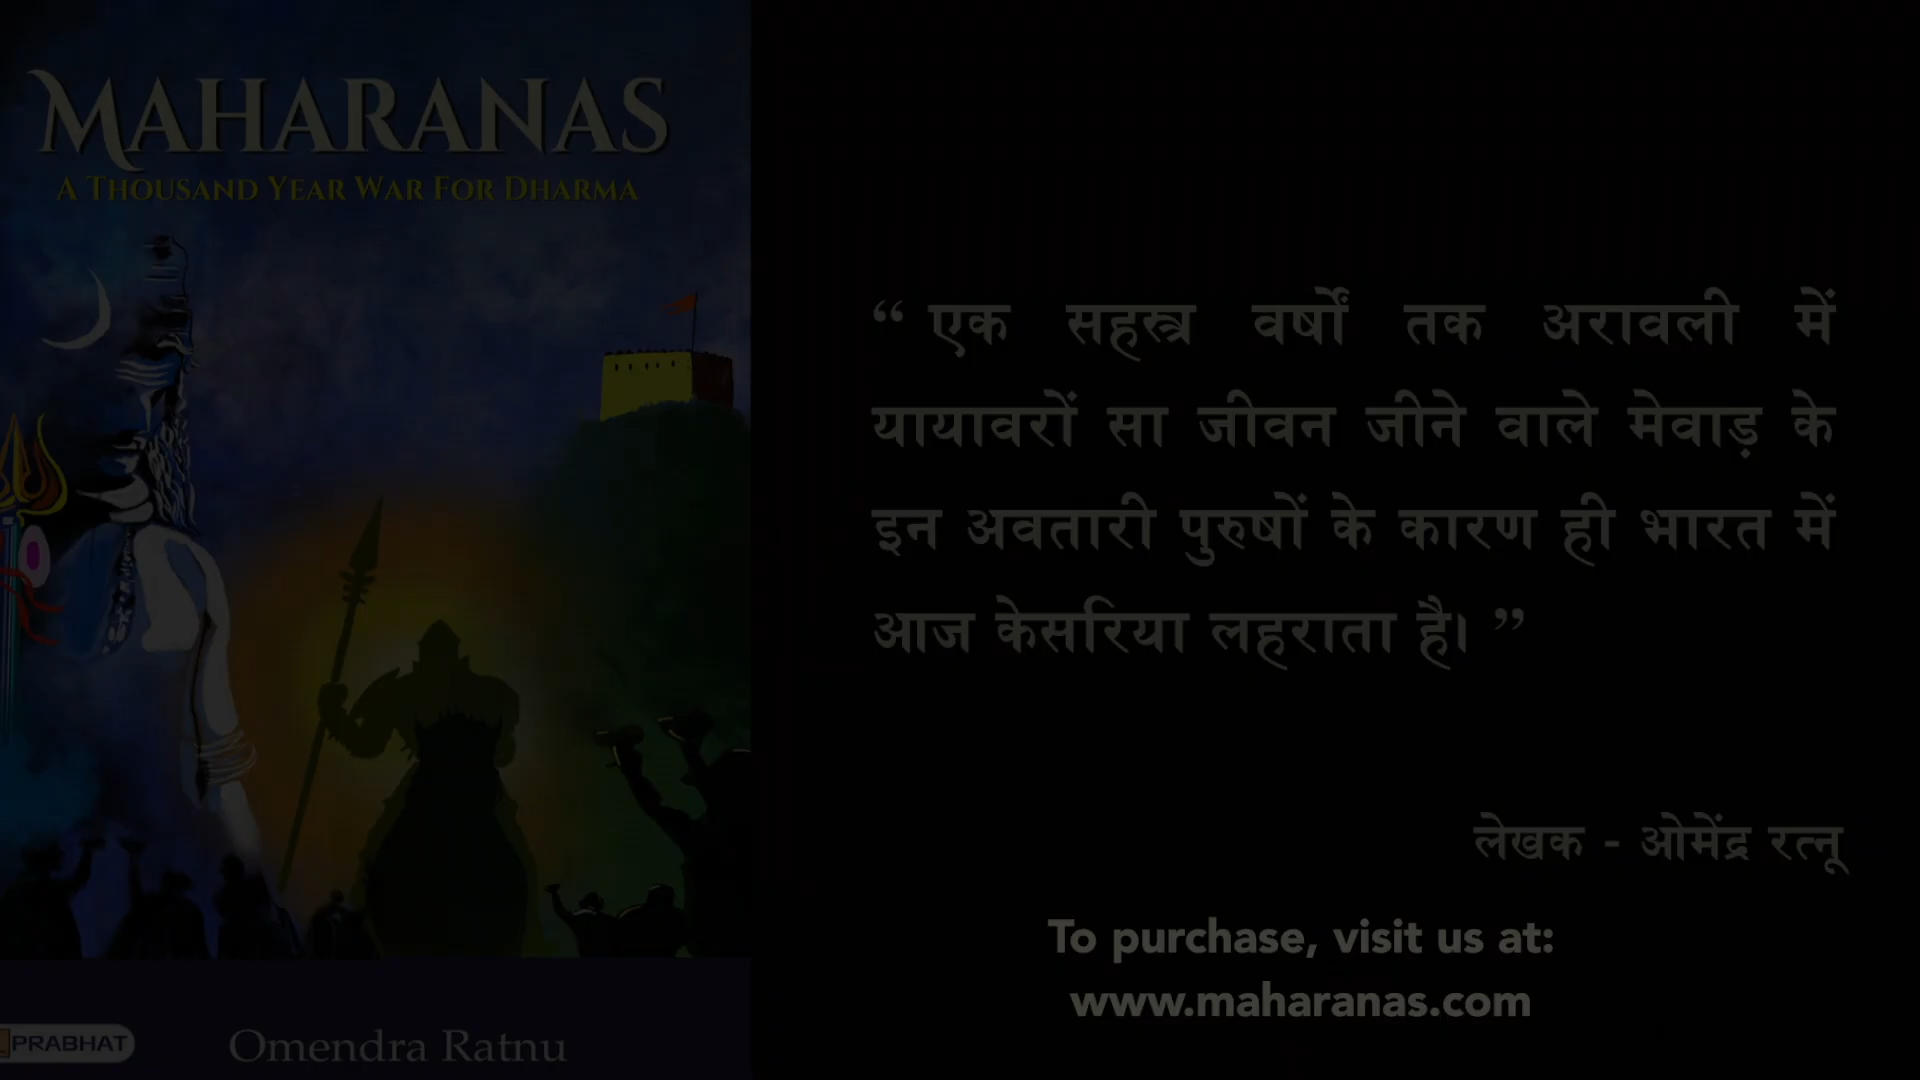 MAHARANAS
A THOUSAND YEAR WAR FOR DHARMA
PRABHAT
Omendra Ratnu
“ एक सहस्त्र वर्षों तक अरावली में
यायावरों सा जीवन जीने वाले मेवाड़ के
इन अवतारी पुरुषों के कारण ही भारत में
आज केसरिया लहराता है। ”
लेखक - ओमेंद्र रत्नू
To purchase, visit us at:
www.maharanas.com